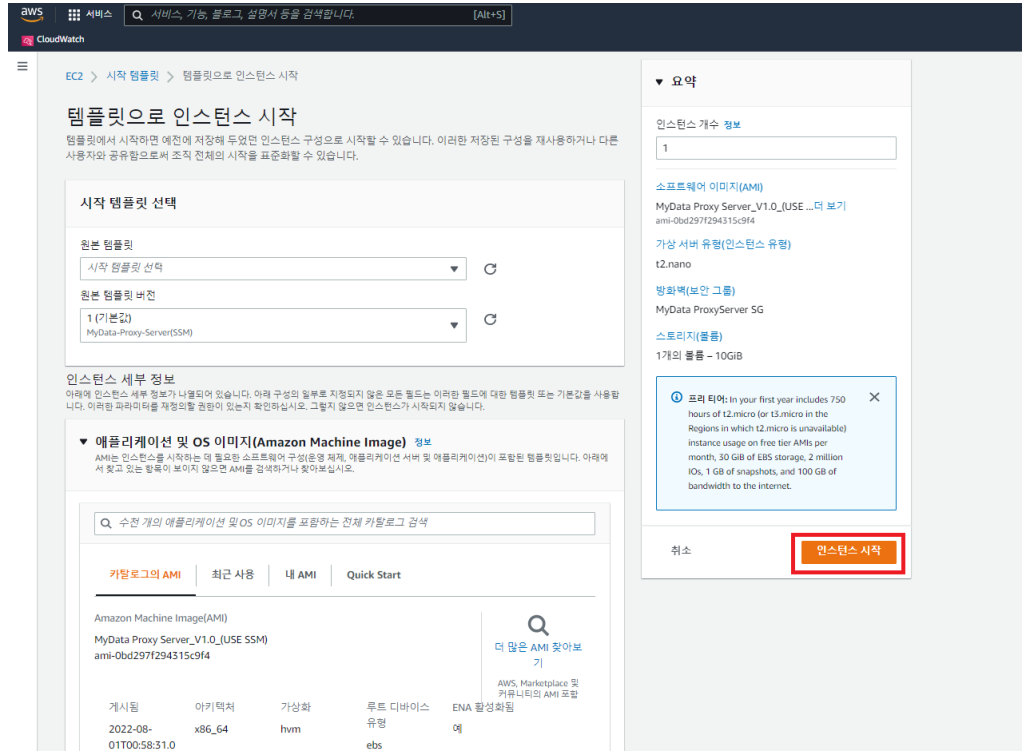 aws
서비스
서비스, 기능, 블로그, 설명서 등을 검색합니다.
[Alt+S]
CloudWatch
EC2 > 시작 템플릿 > 템플릿으로 인스턴스 시작
템플릿으로 인스턴스 시작
템플릿에서 시작하면 예전에 저장해 두었던 인스턴스 구성으로 시작할 수 있습니다. 이러한 저장된 구성을 재사용하거나 다른
사용자와 공유함으로써 조직 전체의 시작을 표준화할 수 있습니다.
시작 템플릿 선택
원본 템플릿
시작 템플릿 선택
원본 템플릿 버전
1 (기본값)
MyData-Proxy-Server(SSM)
인스턴스 세부 정보
아래에 인스턴스 세부 정보가 나열되어 있습니다. 아래 구성의 일부로 지정되지 않은 모든 필드는 이러한 필드에 대한 템플릿 또는 기본값을 사용합
니다. 이러한 파라미터를 재정의할 권한이 있는지 확인하십시오. 그렇지 않으면 인스턴스가 시작되지 않습니다.
애플리케이션 및 OS 이미지(Amazon Machine Image) 정보
AMI는 인스턴스를 시작하는 데 필요한 소프트웨어 구성(운영 체제, 애플리케이션 서버 및 애플리케이션)이 포함된 템플릿입니다. 아래에
서 찾고 있는 항목이 보이지 않으면 AMI를 검색하거나 찾아보십시오.
수천 개의 애플리케이션 및 OS 이미지를 포함하는 전체 카탈로그 검색
카탈로그의 AMI
최근 사용
내 AMI
Quick Start
Amazon Machine Image(AMI)
MyData Proxy Server_V1.0_(USE SSM)
ami-0bd297f294315c9f4
더 많은 AMI 찾아보
기
AWS, Marketplace 및
커뮤니티의 AMI 포함
게시됨
아키텍처
가상화
루트 디바이스
유형
ENA 활성화됨
2022-08-
01T00:58:31.0
x86_64
hvm
ebs
예
요약
인스턴스 개수 정보
1
소프트웨어 이미지(AMI)
MyData Proxy Server_V1.0_(USE ...더 보기
ami-0bd297f294315c9f4
가상 서버 유형(인스턴스 유형)
t2.nano
방화벽(보안 그룹)
MyData ProxyServer SG
스토리지(볼륨)
1개의 볼륨 – 10GiB
프리 티어: In your first year includes 750
hours of t2.micro (or t3.micro in the
Regions in which t2.micro is unavailable)
instance usage on free tier AMIs per
month, 30 GiB of EBS storage, 2 million
IOs, 1 GB of snapshots, and 100 GB of
bandwidth to the internet.
취소
인스턴스 시작